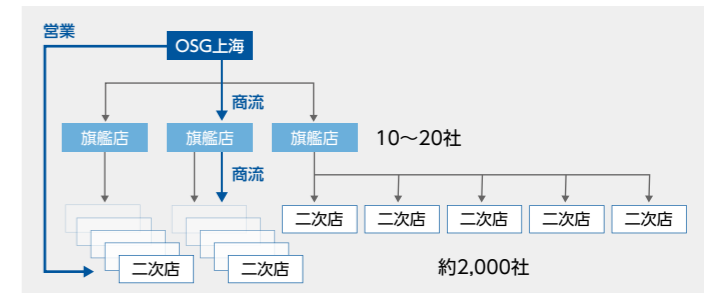 営業
OSG上海
商流
旗艦店 旗艦店 旗艦店 10～20社
商流
二次店 二次店 二次店 二次店 二次店
二次店 二次店 約2,000社